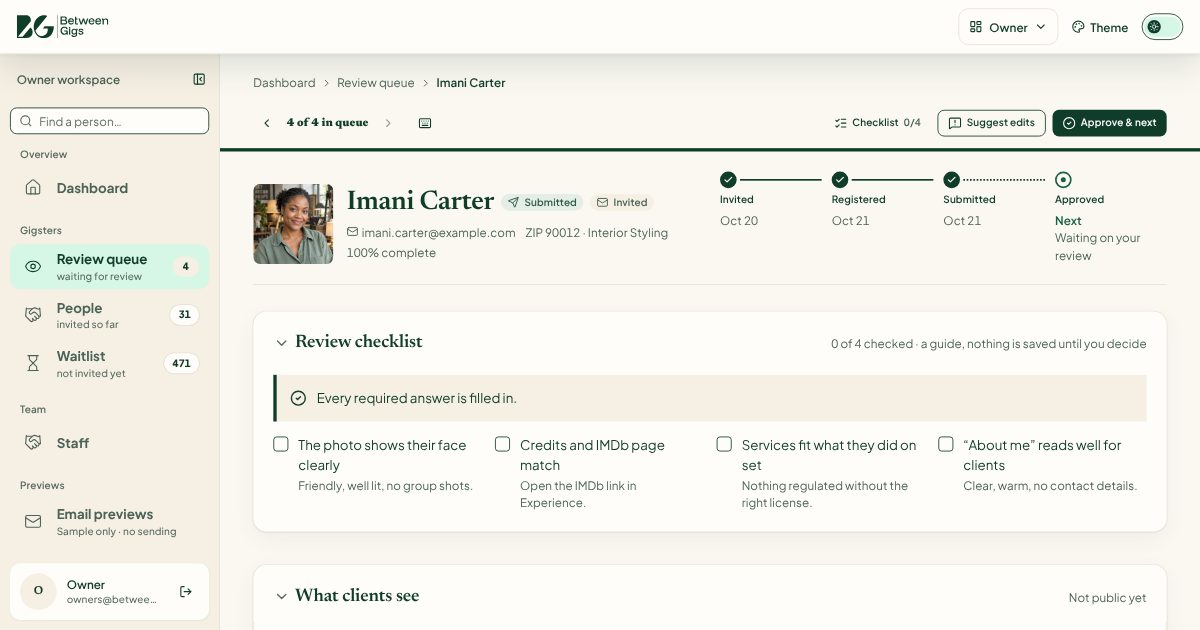 BG Between Gigs
Owner
Theme
Owner workspace
Find a person...
Overview
Dashboard
Gigsters
Review queue
waiting for review
4
People
invited so far
31
Waitlist
not invited yet
471
Team
Staff
Previews
Email previews
Sample only · no sending
O
Owner
owners@betwee...
Dashboard > Review queue > Imani Carter
4 of 4 in queue
Checklist 0/4
Suggest edits
Approve & next
Imani Carter
Submitted
Invited
imani.carter@example.com ZIP 90012 · Interior Styling
100% complete
Invited
Oct 20
Registered
Oct 21
Submitted
Oct 21
Approved
Next
Waiting on your
review
Review checklist
0 of 4 checked · a guide, nothing is saved until you decide
Every required answer is filled in.
The photo shows their face
clearly
Friendly, well lit, no group shots.
Credits and IMDb page
match
Open the IMDb link in
Experience.
Services fit what they did on
set
Nothing regulated without the
right license.
“About me” reads well for
clients
Clear, warm, no contact details.
What clients see
Not public yet